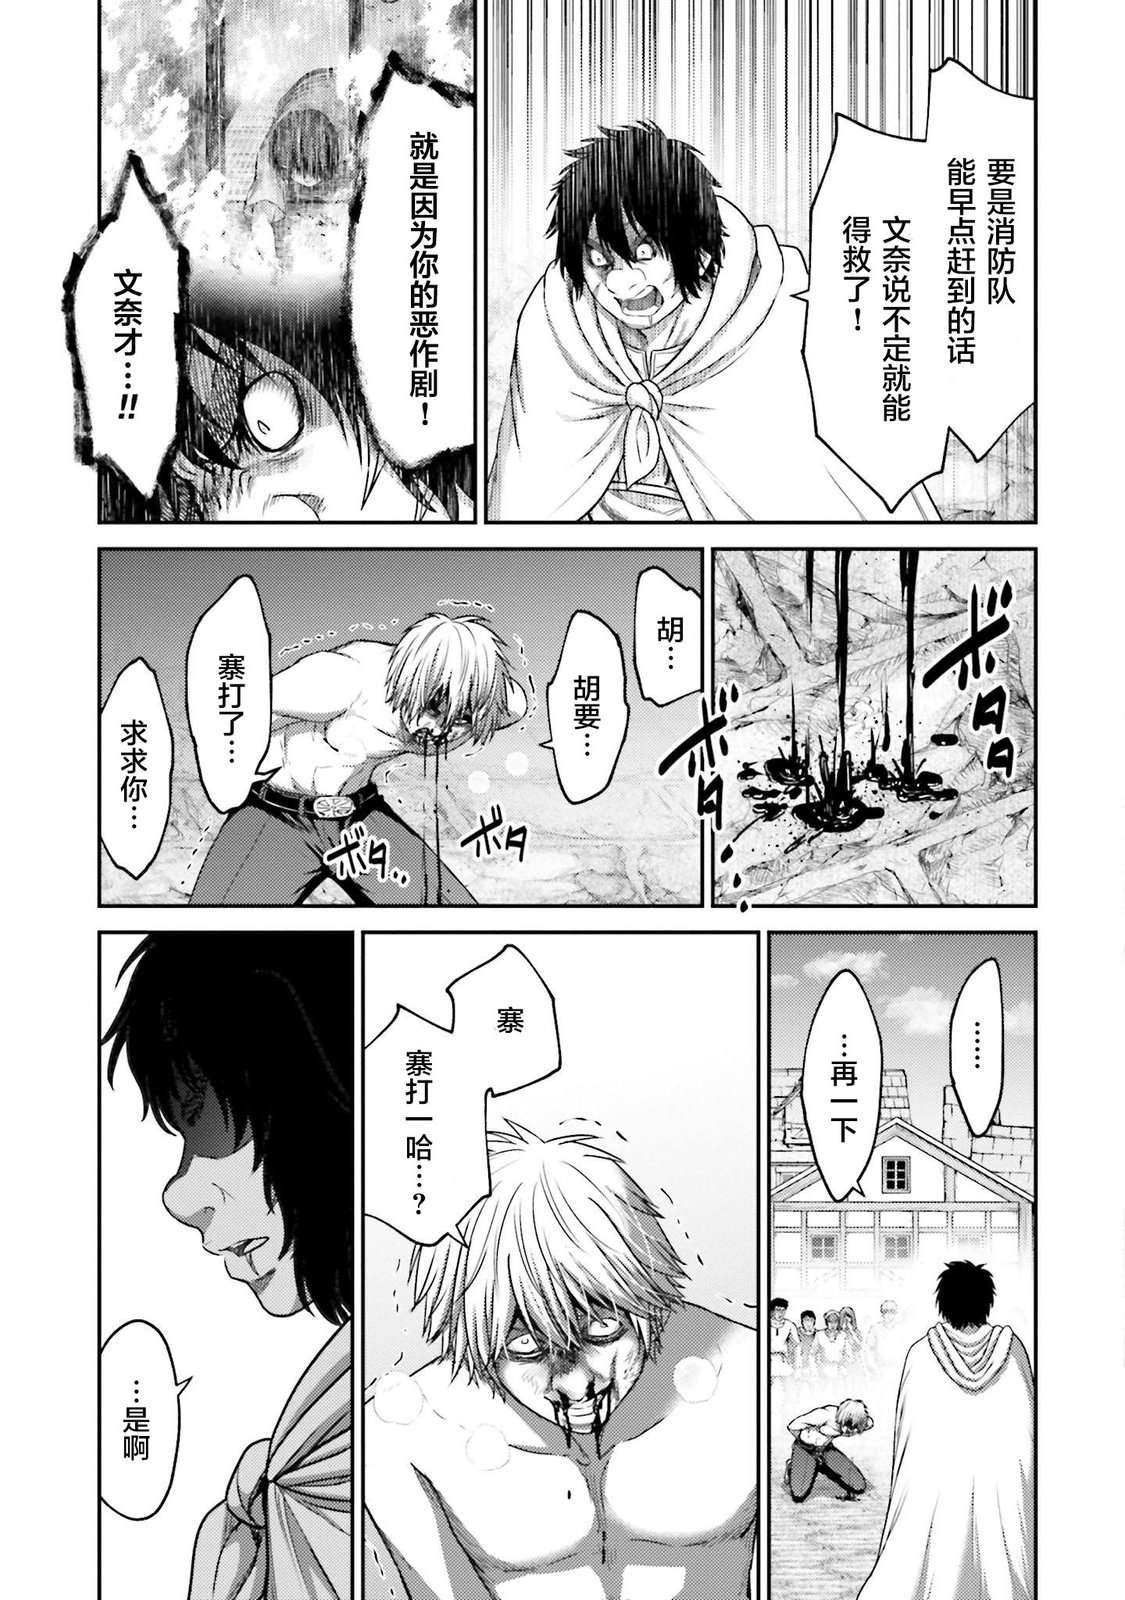 要是消防队
能早点赶到的话
文奈说不定就能
得救了！
就是因为你的恶作剧！
文奈才…!!
ボタ
ボタ
胡…
胡要…
寨打了…
求求你…
ボタ
ボタ..
………
…再一下
寨
寨打一哈…？
…是啊